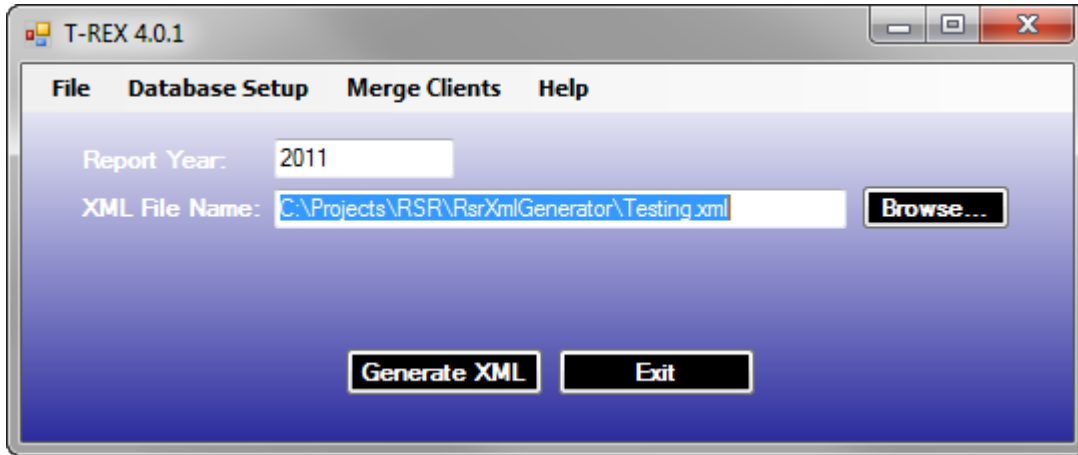 T-REX 4.0.1
File Database Setup Merge Clients Help
Report Year: 2011
XML File Name: C:\Projects\RSR\RsrXmlGenerator\Testing.xml Browse...
Generate XML Exit